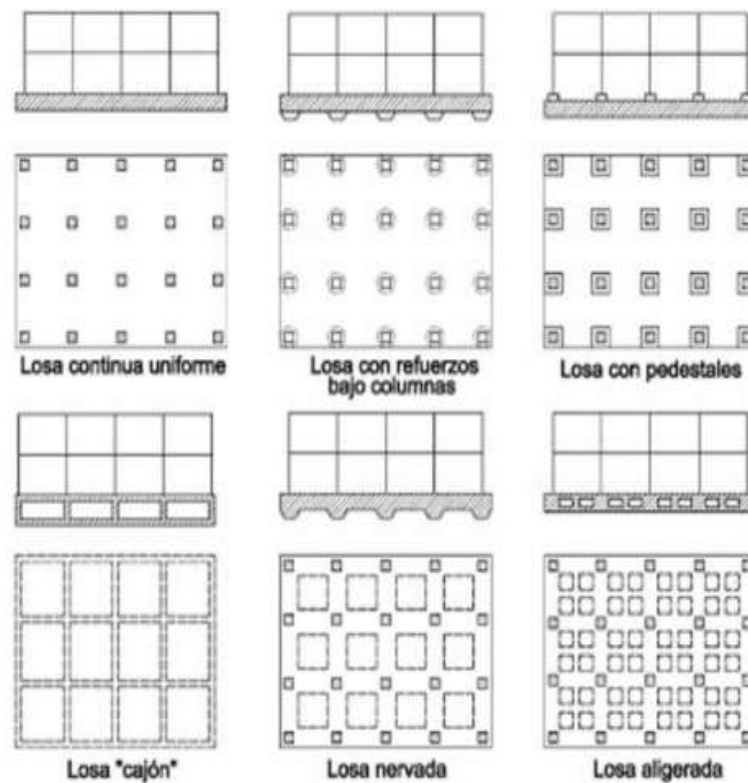 Losa continua uniforme
Losa con refuerzos
bajo columnas
Losa con pedestales
Losa "cajón"
Losa nervada
Losa aligerada